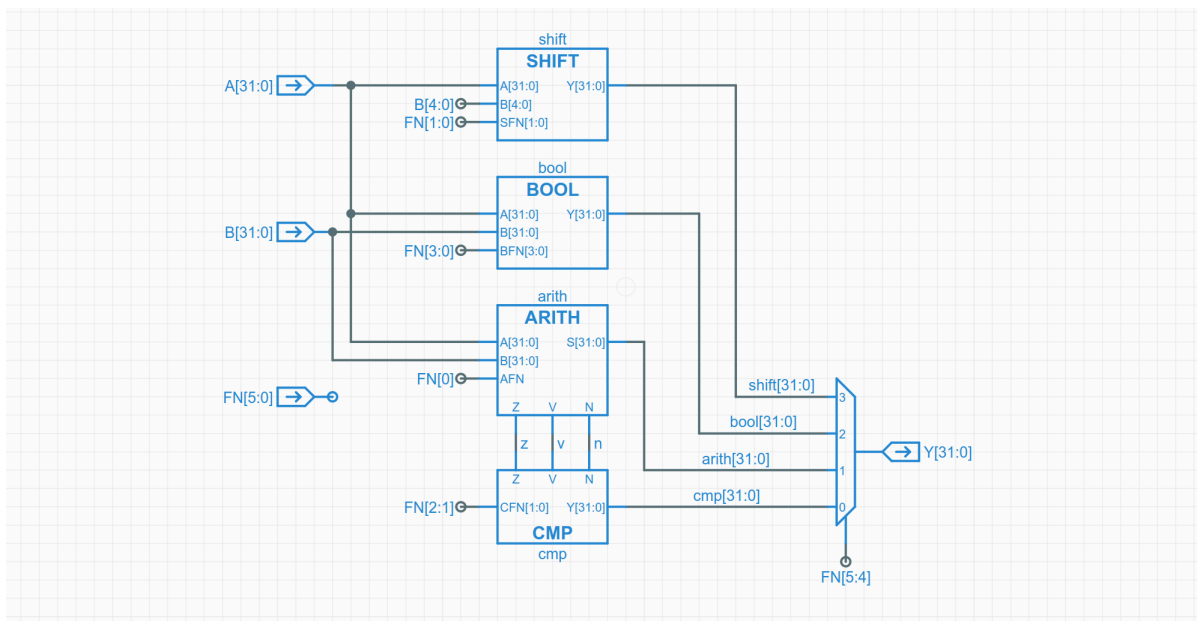 shift
SHIFT
A[31:0]
A[31:0] Y[31:0]
B[4:0]
B[4:0]
FN[1:0]
SFN[1:0]
bool
BOOL
A[31:0] Y[31:0]
B[31:0]
B[31:0]
FN[3:0]
BFN[3:0]
arith
ARITH
A[31:0] S[31:0]
B[31:0]
FN[0]
AFN
FN[5:0]
Z V N
z v n
Z V N
FN[2:1]
CFN[1:0] Y[31:0]
CMP
cmp
shift[31:0]
3
bool[31:0]
2
Y[31:0]
arith[31:0]
1
cmp[31:0]
0
FN[5:4]